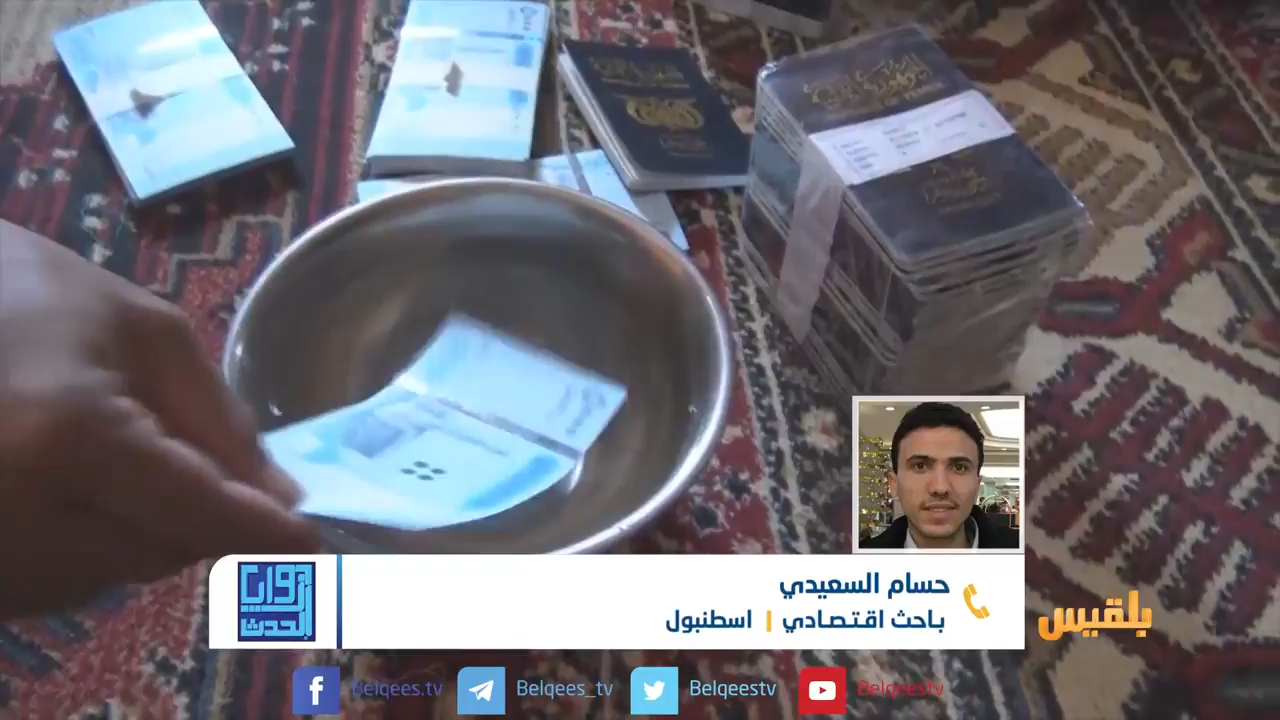 حسام السعيدي
باحث اقتصادي | اسطنبول
بلقيس
زوايا الحدث
Belqees.tv
Belqees_tv
Belqeestv
Belqeestv